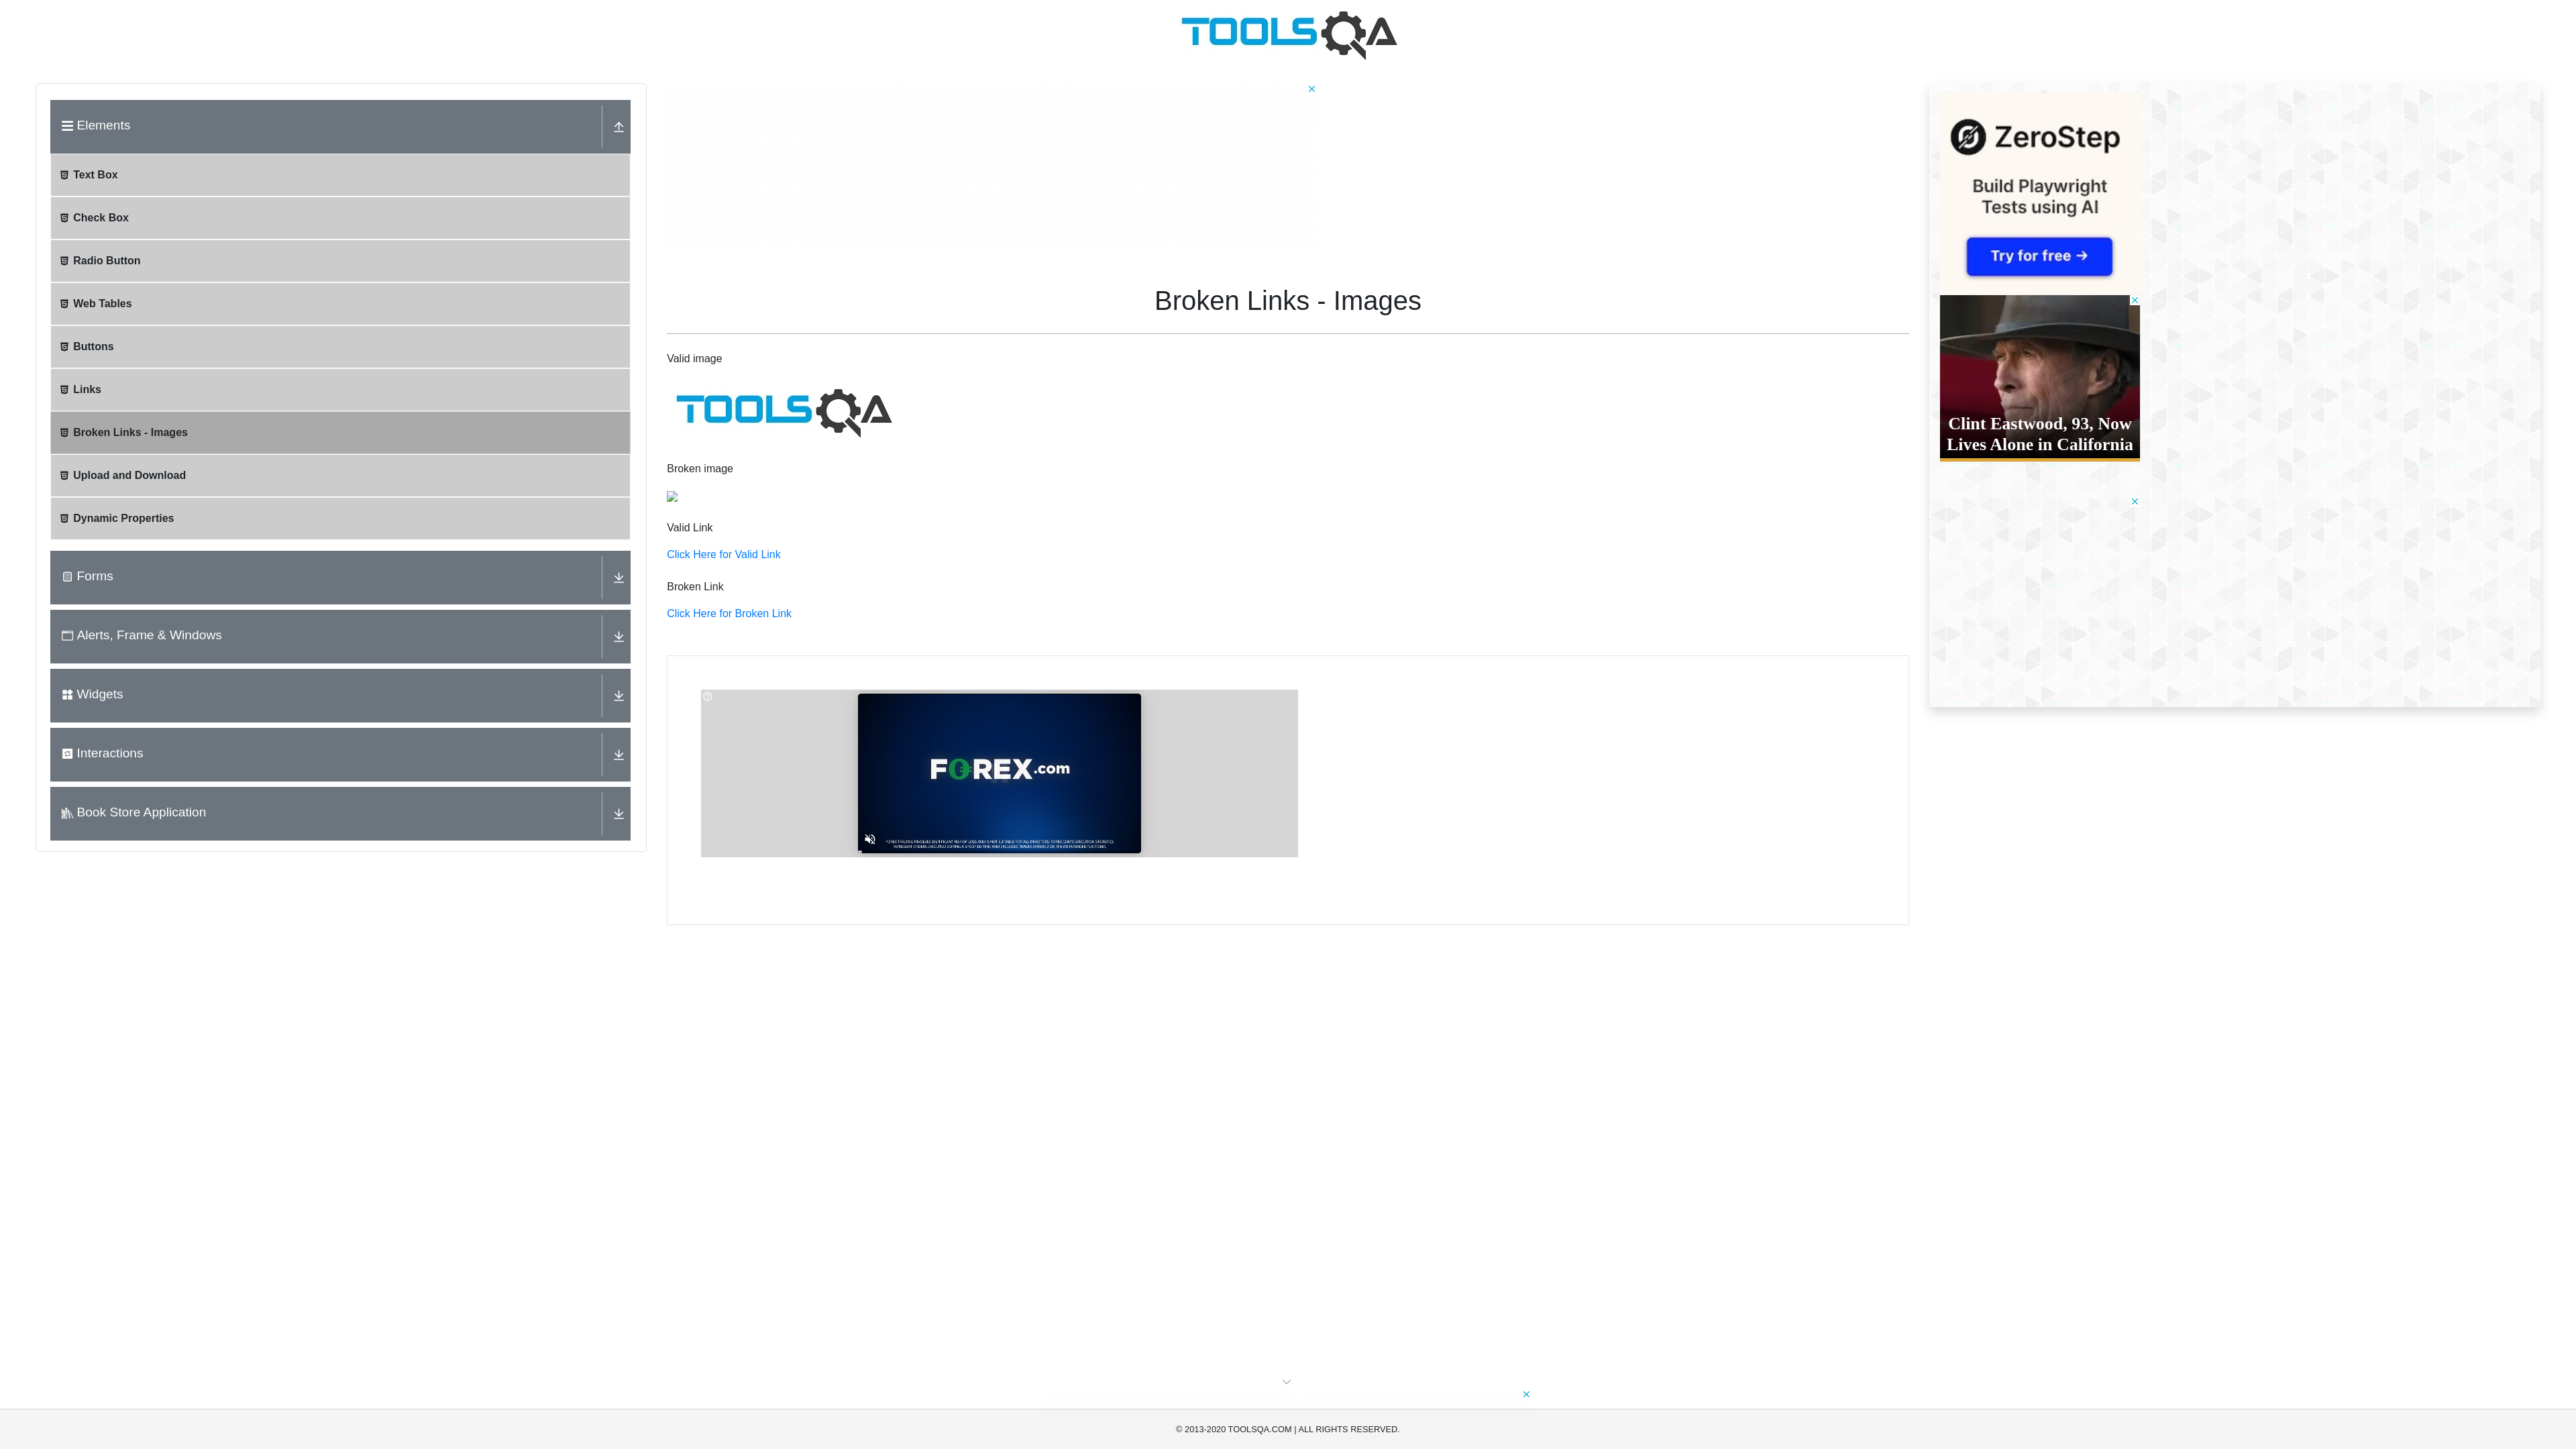 TOOLSQA
Elements
Text Box
Check Box
Radio Button
Web Tables
Buttons
Links
Broken Links - Images
Upload and Download
Dynamic Properties
Forms
Alerts, Frame & Windows
Widgets
Interactions
Book Store Application
Broken Links - Images
Valid image
TOOLSQA
Broken image
Valid Link
Click Here for Valid Link
Broken Link
Click Here for Broken Link
FOREX.com
ZeroStep
Build Playwright
Tests using AI
Try for free →
Clint Eastwood, 93, Now
Lives Alone in California
© 2013-2020 TOOLSQA.COM | ALL RIGHTS RESERVED.